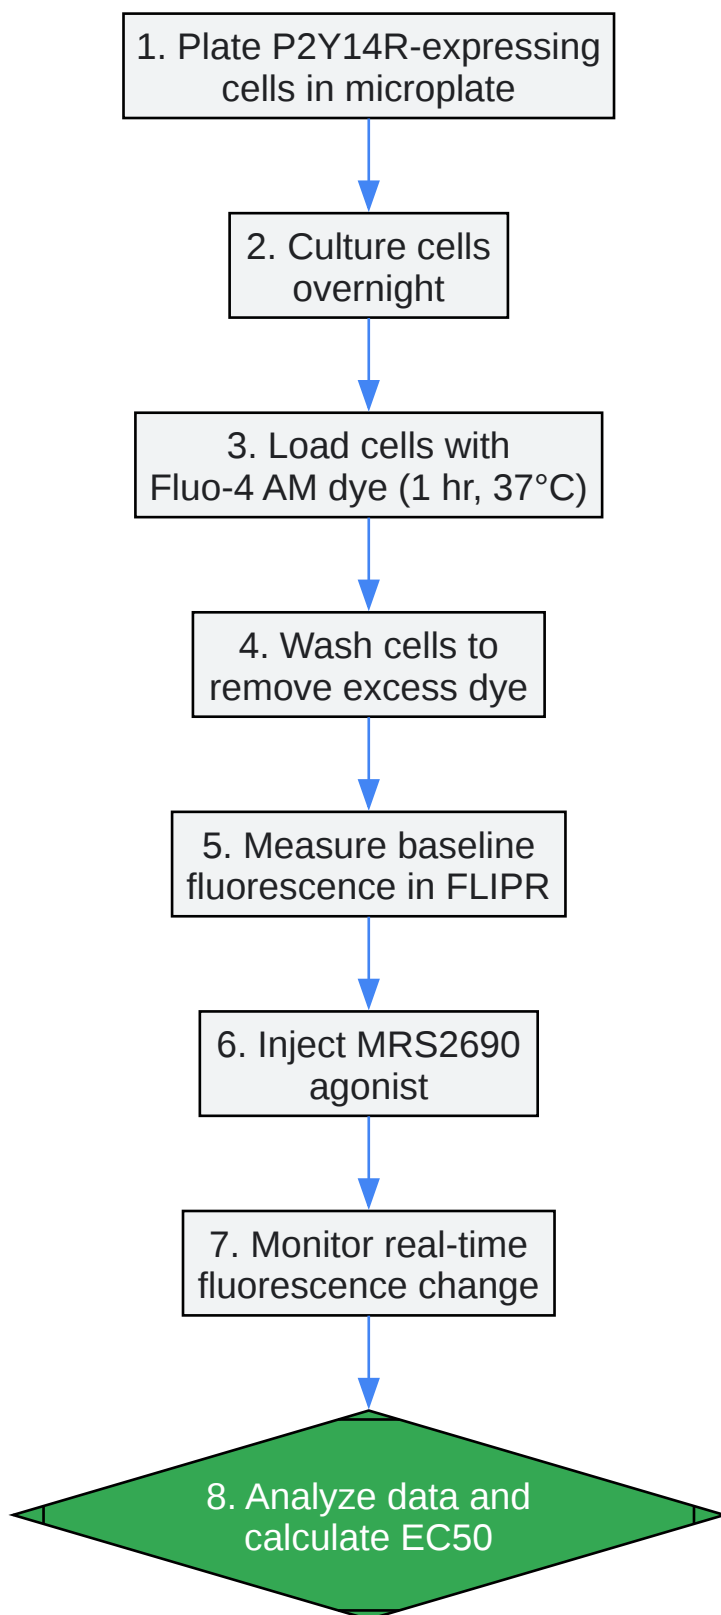 1. Plate P2Y14R-expressing
cells in microplate
2. Culture cells
overnight
3. Load cells with
Fluo-4 AM dye (1 hr, 37°C)
4. Wash cells to
remove excess dye
5. Measure baseline
fluorescence in FLIPR
6. Inject MRS2690
agonist
7. Monitor real-time
fluorescence change
8. Analyze data and
calculate EC50